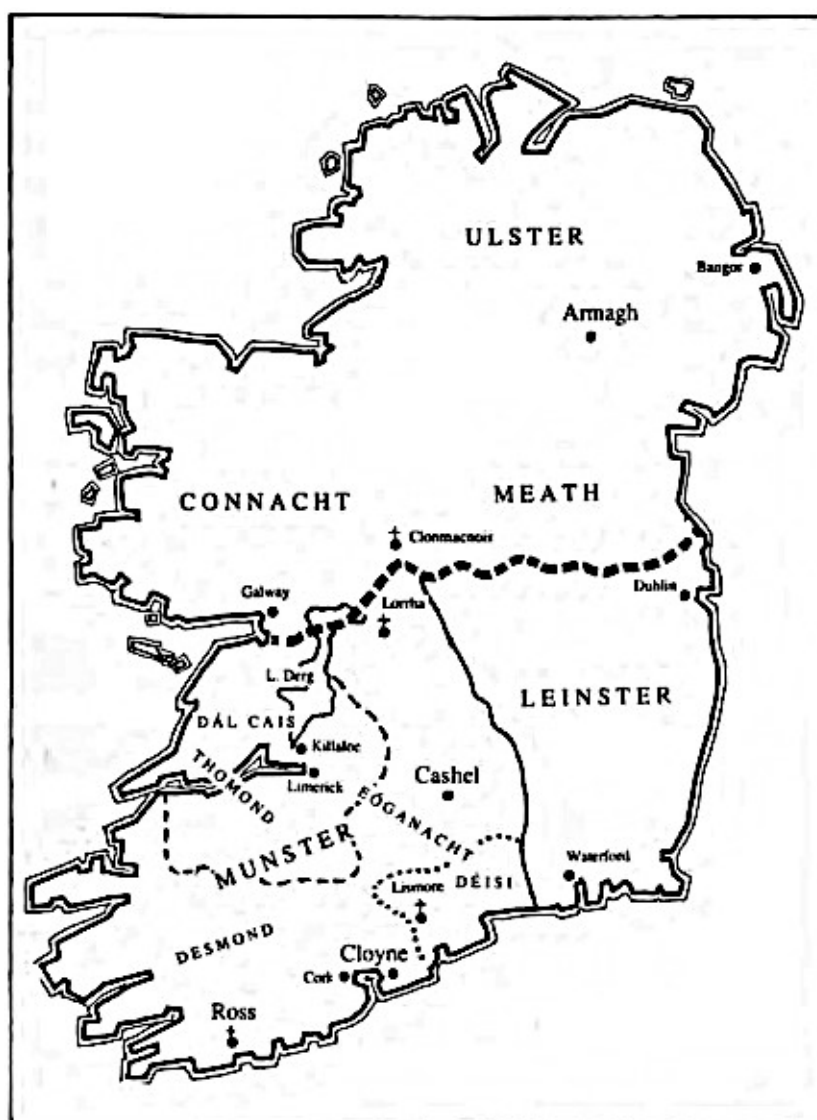 ULSTER
Bangor
Armagh
CONNACHT
MEATH
Clonmacnois
Galway
Lorrha
Dublin
L. Derg
LEINSTER
DÁL CAIS
Killaloe
THOMOND
Limerick
Cashel
EÓGANACHT
MUNSTER
Waterford
Lismore
DÉISI
DESMOND
Cloyne
Cork
Ross